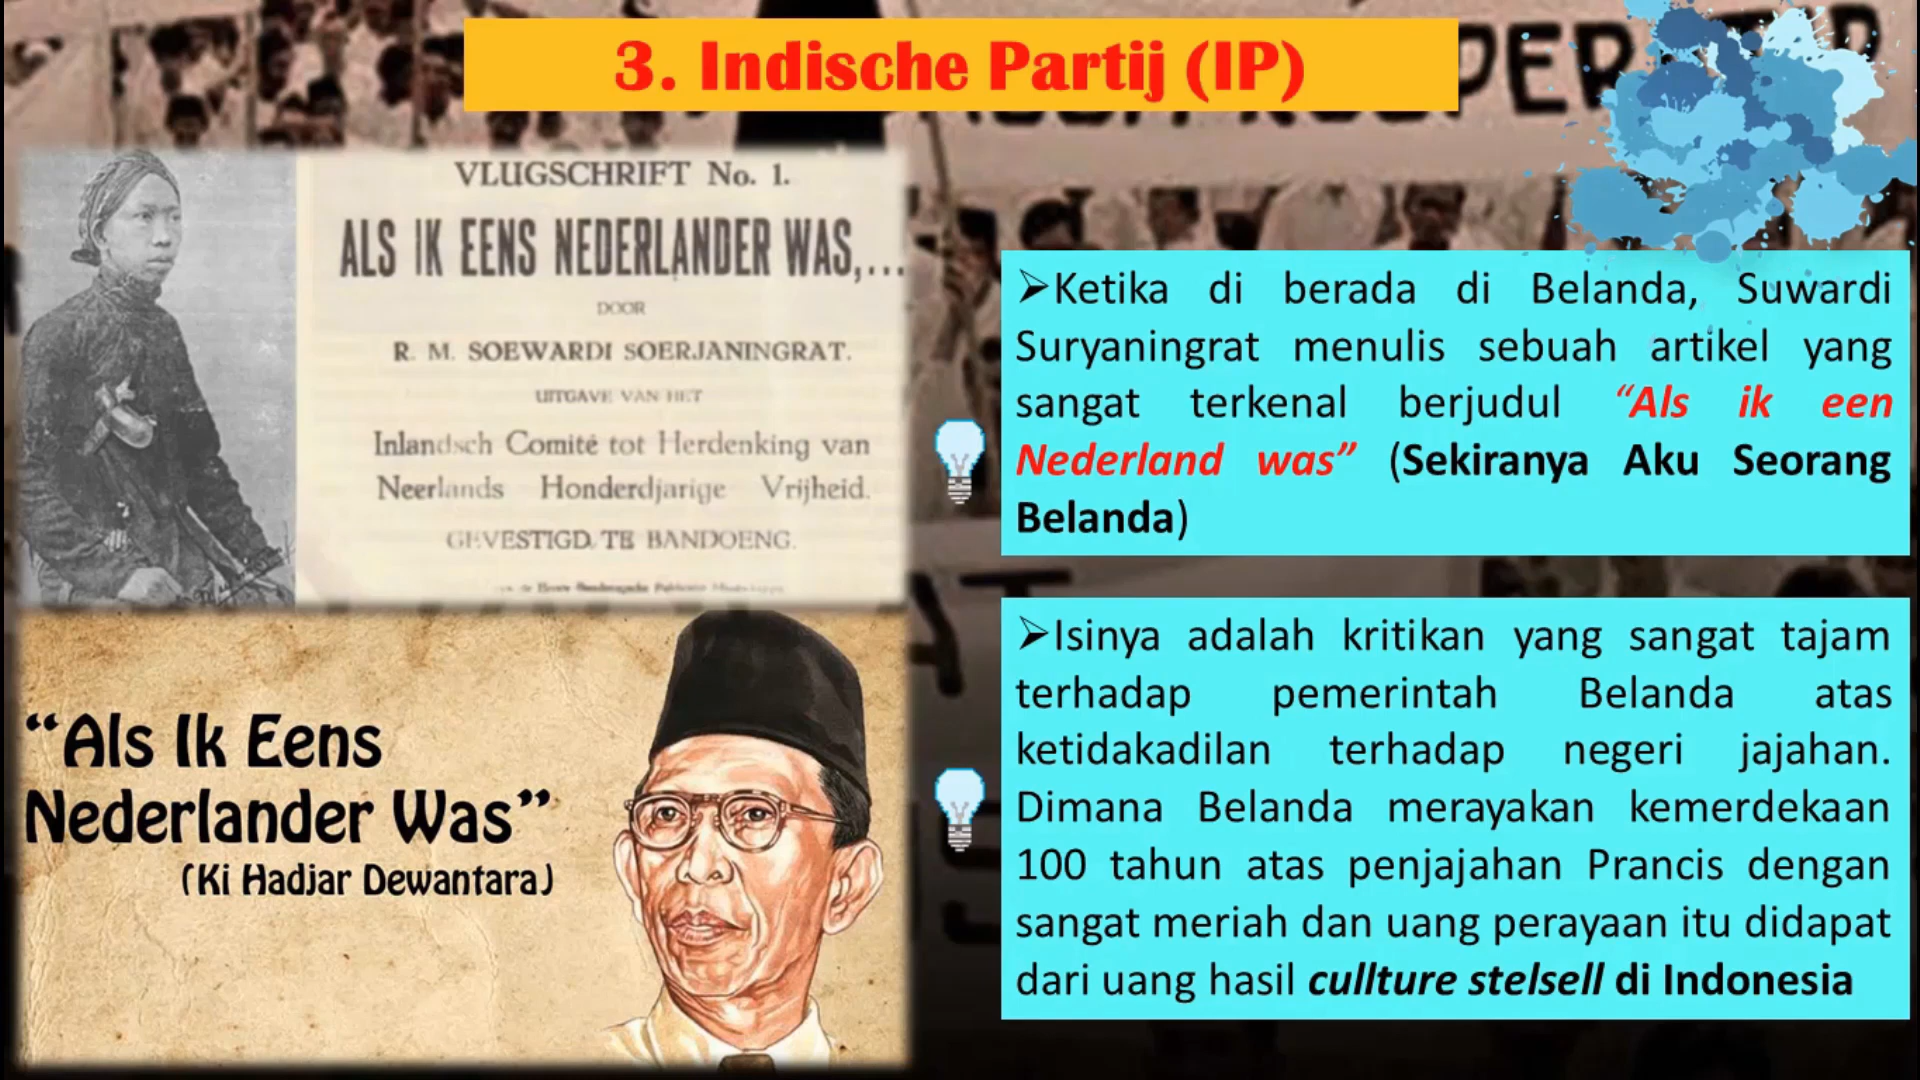 3. Indische Partij (IP)
VLUGSCHRIFT No. 1.
ALS IK EENS NEDERLANDER WAS,...
DOOR
R. M. SOEWARDI SOERJANINGRAT.
UITGAVE VAN HET
Inlandsch Comité tot Herdenking van
Neerlands Honderdjarige Vrijheid.
GEVESTIGD TE BANDOENG.
“Als Ik Eens
Nederlander Was”
(Ki Hadjar Dewantara)
➢Ketika di berada di Belanda, Suwardi
Suryaningrat menulis sebuah artikel yang
sangat terkenal berjudul “Als ik een
Nederland was” (Sekiranya Aku Seorang
Belanda)
➢Isinya adalah kritikan yang sangat tajam
terhadap pemerintah Belanda atas
ketidakadilan terhadap negeri jajahan.
Dimana Belanda merayakan kemerdekaan
100 tahun atas penjajahan Prancis dengan
sangat meriah dan uang perayaan itu didapat
dari uang hasil cullture stelsell di Indonesia